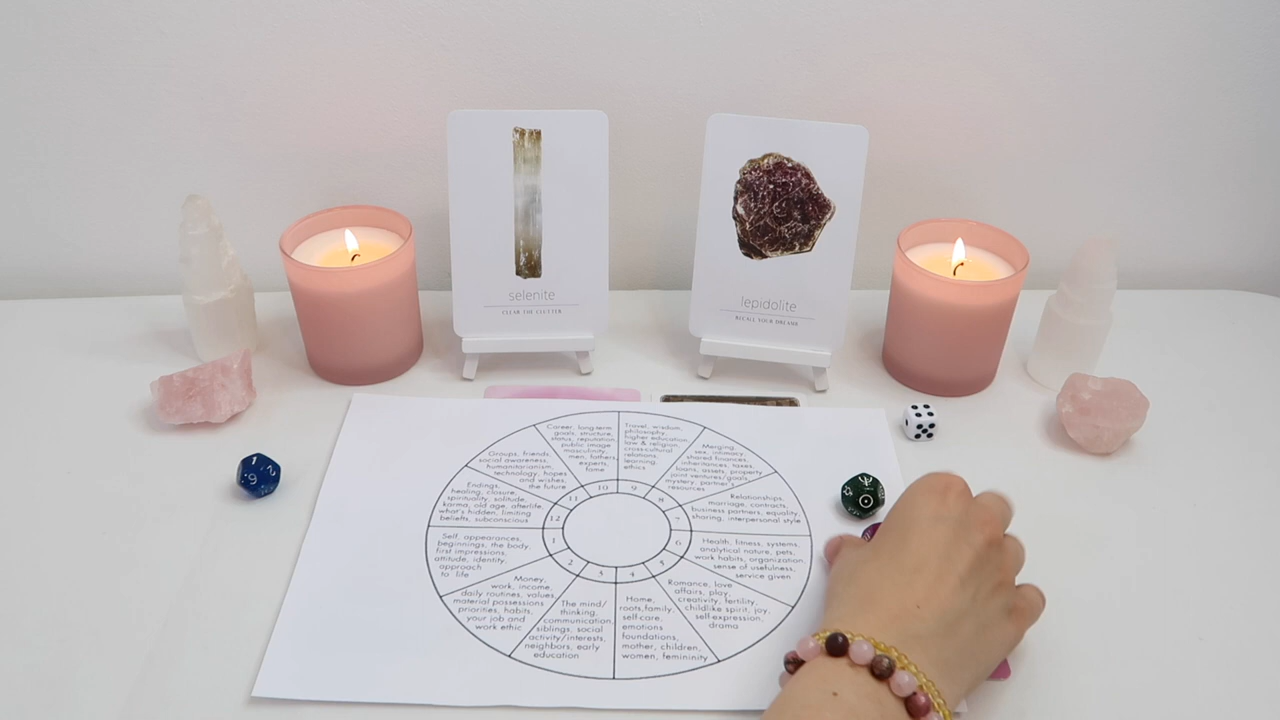 selenite
CLEAR THE CLUTTER
lepidolite
RECALL YOUR DREAMS
Career, long-term
goals, structure,
status, reputation,
public image
masculinity,
men, fathers,
experts,
fame
Travel, wisdom,
philosophy,
higher education,
law & religion,
cross-cultural
relations,
learning
ethics
Merging,
sex, intimacy,
shared finances,
inheritances, taxes,
loans, assets, property
joint ventures/goals,
mystery, partner's
resources
Relationships,
marriage, contracts,
business partners, equality,
sharing, interpersonal style
Health, fitness, systems,
analytical nature, pets,
work habits, organization,
sense of usefulness,
service given
Romance, love
affairs, play,
creativity, fertility,
childlike spirit, joy,
self-expression,
drama
Home,
roots,family,
self-care,
emotions
foundations,
mother, children,
women, femininity
The mind/
thinking,
communication,
siblings, social
activity/interests,
neighbors, early
education
Money,
work, income,
daily routines, values,
material possessions
priorities, habits,
your job and
work ethic
Self, appearances,
beginnings, the body,
first impressions,
attitude, identity,
approach
to life
Endings,
healing, closure,
spirituality, solitude,
karma, old age, afterlife,
what's hidden, limiting
beliefs, subconscious
Groups, friends,
social awareness,
humanitarianism,
technology, hopes
and wishes,
the future
10
9
8
7
6
5
4
3
2
1
12
11
1
2
9